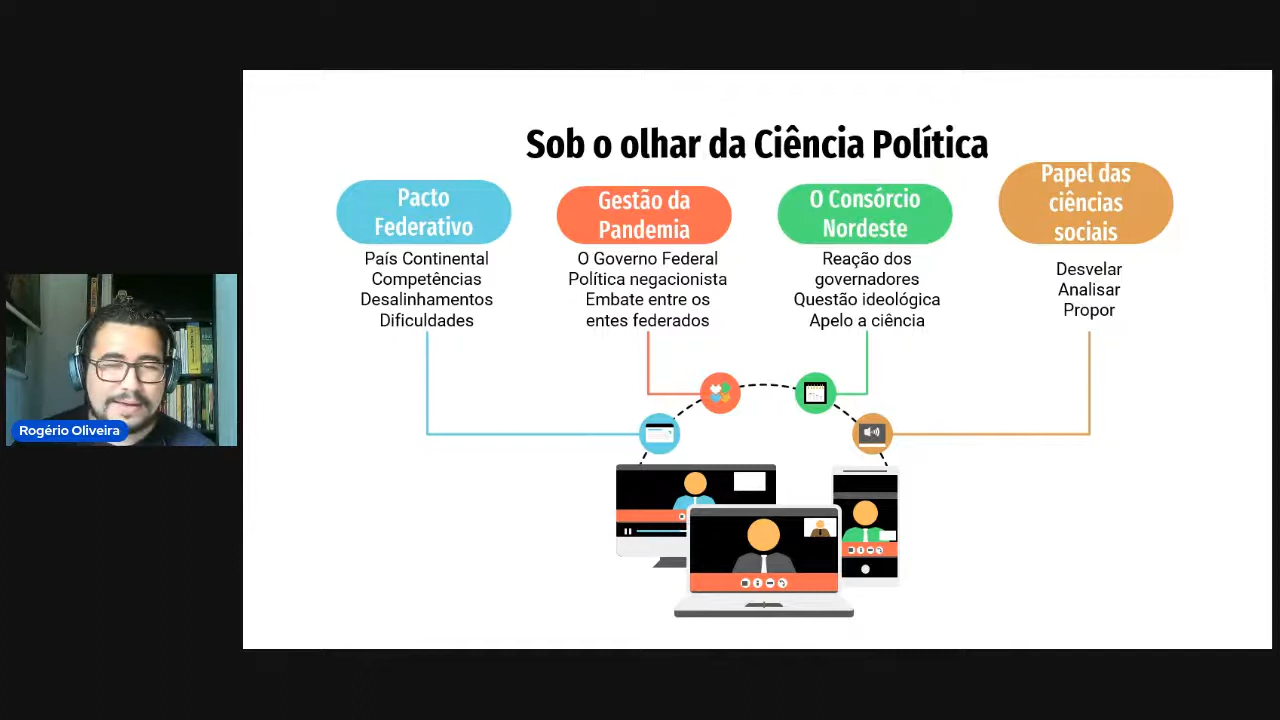 Sob o olhar da Ciência Política
Pacto
Federativo
País Continental
Competências
Desalinhamentos
Dificuldades
Gestão da
Pandemia
O Governo Federal
Política negacionista
Embate entre os
entes federados
O Consórcio
Nordeste
Reação dos
governadores
Questão ideológica
Apelo a ciência
Papel das
ciências
sociais
Desvelar
Analisar
Propor
Rogério Oliveira